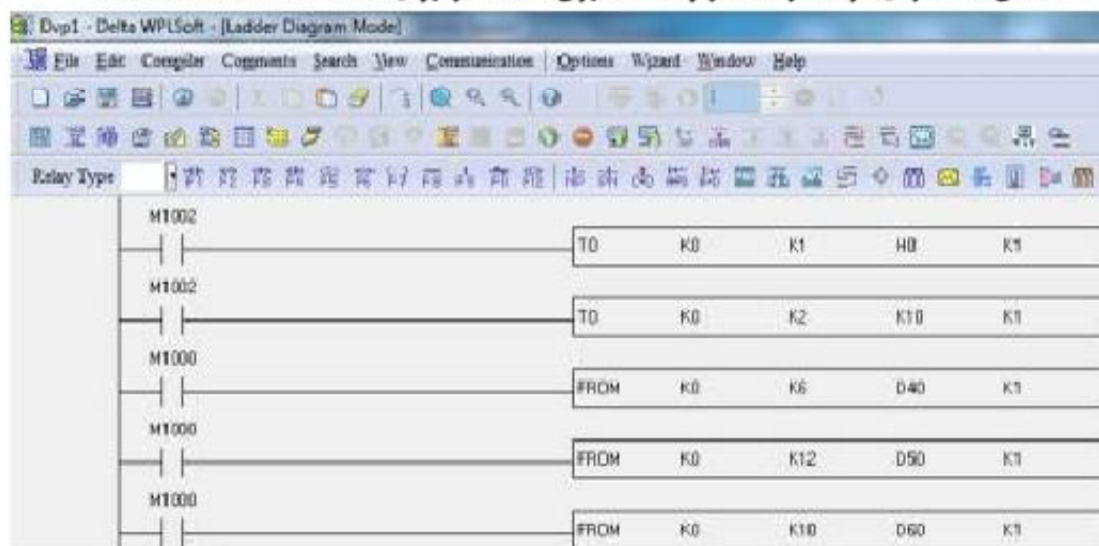 Dvp1 - Delta WPLSoft - [Ladder Diagram Mode]
File Edit Compiler Comments Search View Communication Options Wizard Window Help
Relay Type
M1002
TO K0 K1 H0 K1
M1002
TO K0 K2 K10 K1
M1000
FROM K0 K6 D40 K1
M1000
FROM K0 K12 D50 K1
M1000
FROM K0 K10 D60 K1